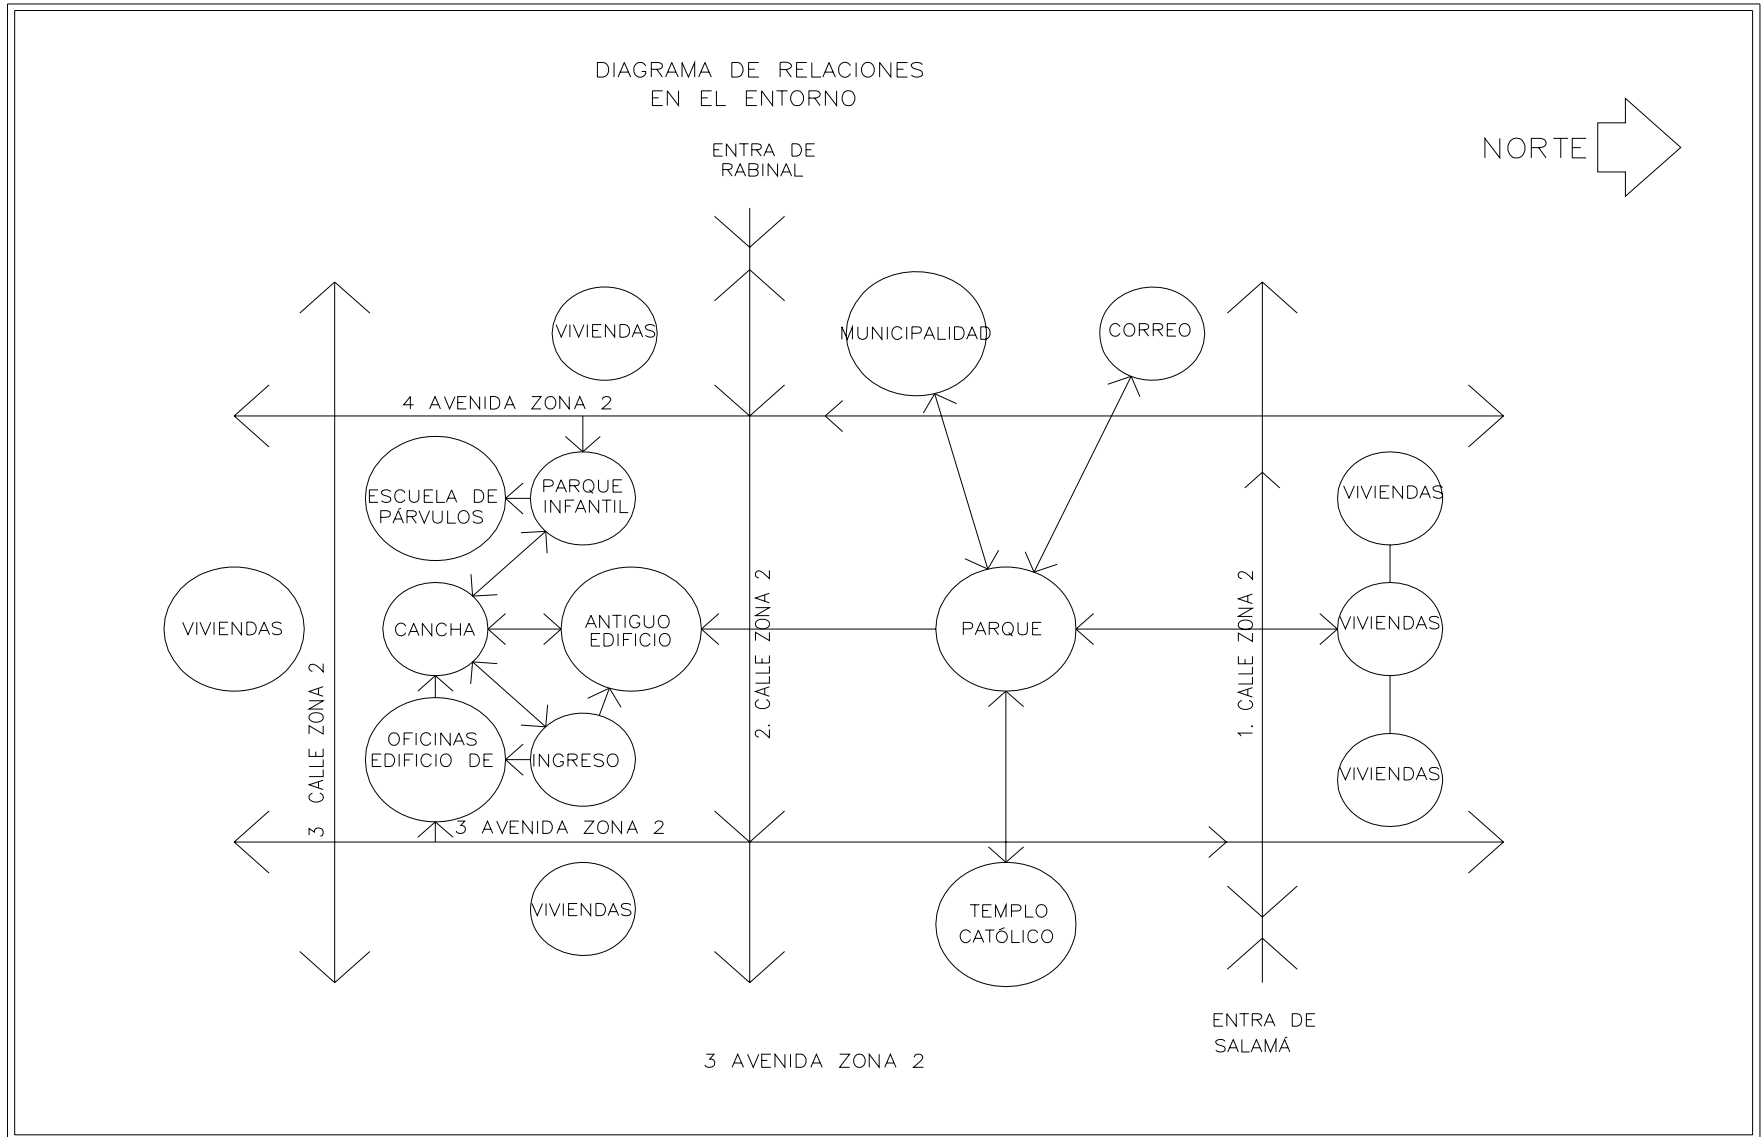 DIAGRAMA DE RELACIONES
EN EL ENTORNO
ENTRA DE
RABINAL
NORTE
VIVIENDAS
MUNICIPALIDAD
CORREO
4 AVENIDA ZONA 2
ESCUELA DE
PÁRVULOS
PARQUE
INFANTIL
VIVIENDAS
VIVIENDAS
CANCHA
ANTIGUO
EDIFICIO
2. CALLE ZONA 2
PARQUE
1. CALLE ZONA 2
VIVIENDAS
3 CALLE ZONA 2
OFICINAS
EDIFICIO DE
INGRESO
VIVIENDAS
3 AVENIDA ZONA 2
VIVIENDAS
TEMPLO
CATÓLICO
ENTRA DE
SALAMÁ
3 AVENIDA ZONA 2